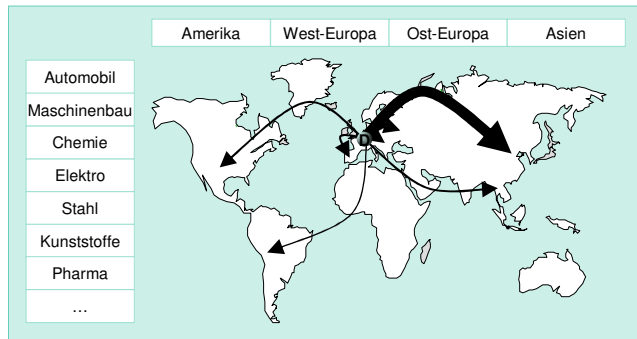 Amerika West-Europa Ost-Europa Asien
Automobil
Maschinenbau
Chemie
Elektro
Stahl
Kunststoffe
Pharma
…
D